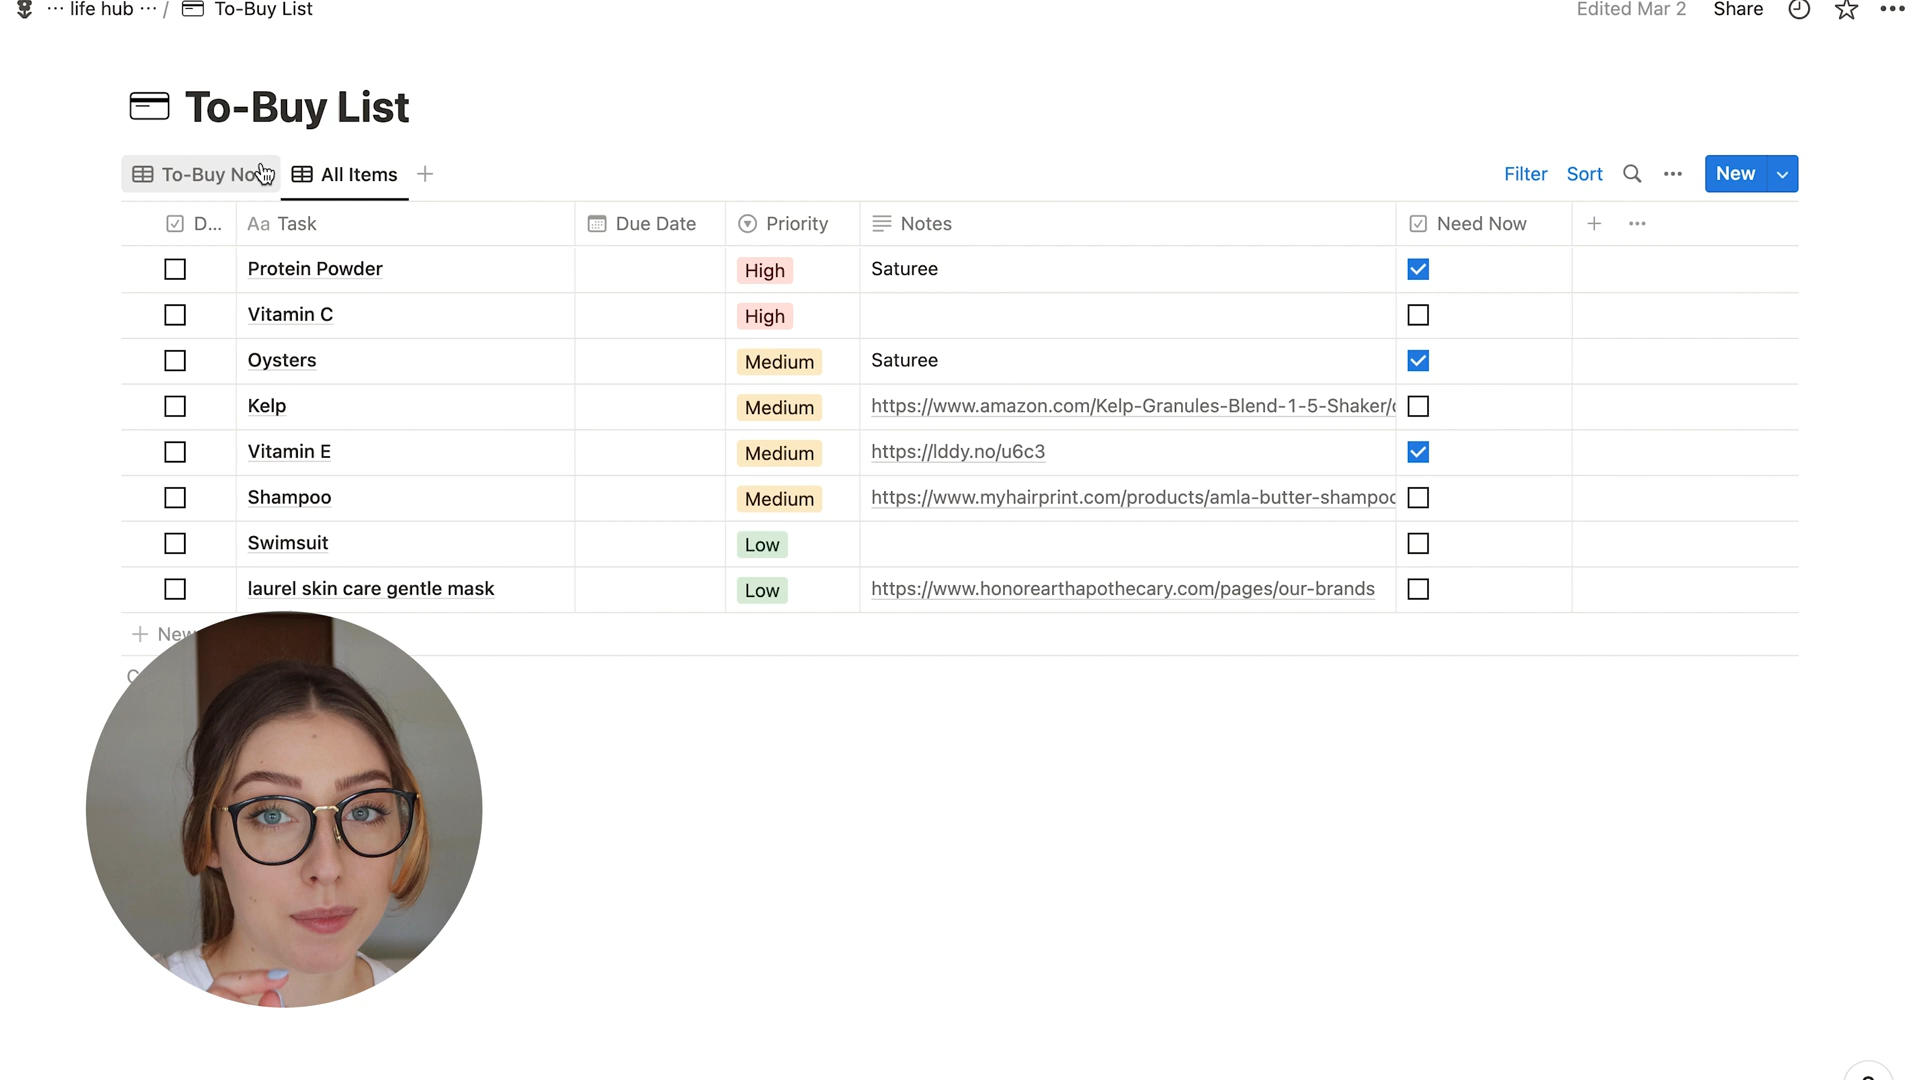 ··· life hub ··· / To-Buy List Edited Mar 2 Share
To-Buy List
To-Buy All Items + Filter Sort New
D... Aa Task Due Date Priority Notes Need Now + ···
Protein Powder High Saturee
Vitamin C High
Oysters Medium Saturee
Kelp Medium https://www.amazon.com/Kelp-Granules-Blend-1-5-Shaker/
Vitamin E Medium https://lddy.no/u6c3
Shampoo Medium https://www.myhairprint.com/products/amla-butter-shampoo
Swimsuit Low
laurel skin care gentle mask Low https://www.honorearthapothecary.com/pages/our-brands
+ New